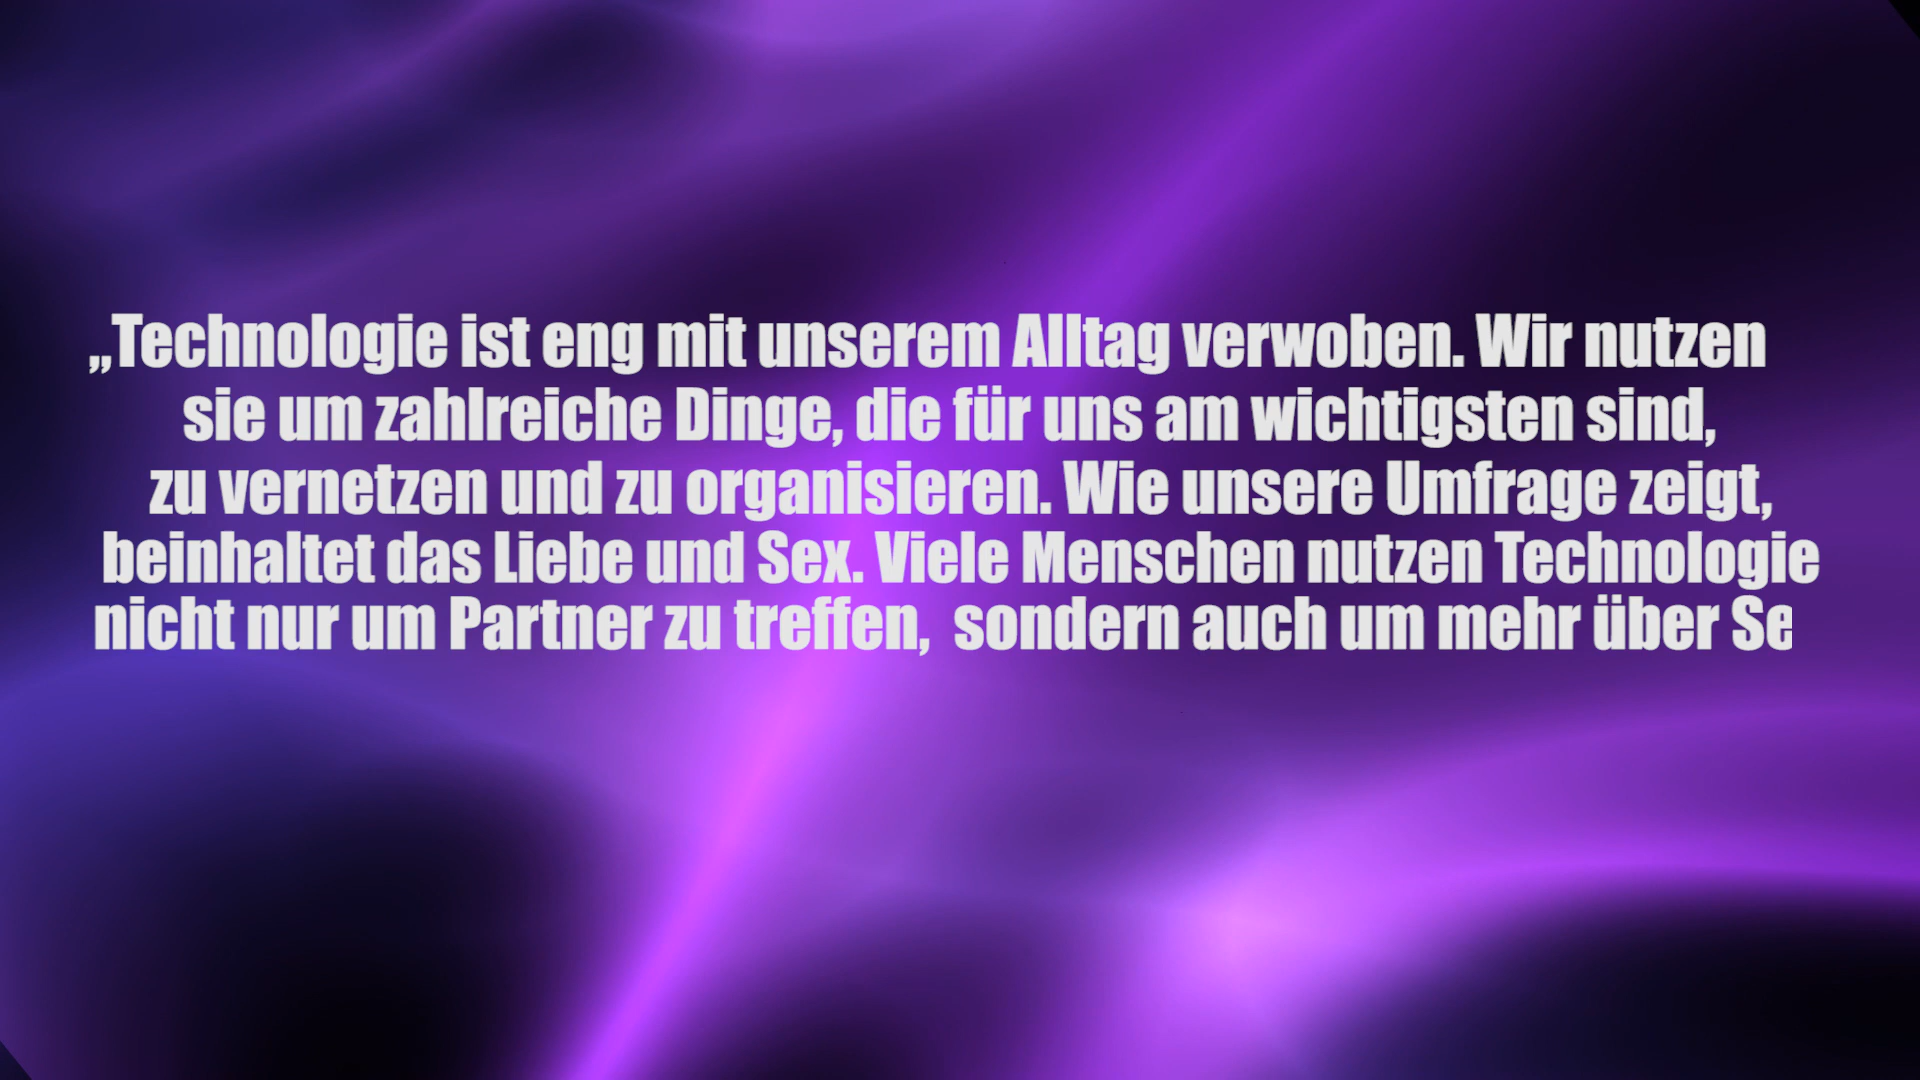 „Technologie ist eng mit unserem Alltag verwoben. Wir nutzen
sie um zahlreiche Dinge, die für uns am wichtigsten sind,
zu vernetzen und zu organisieren. Wie unsere Umfrage zeigt,
beinhaltet das Liebe und Sex. Viele Menschen nutzen Technologie
nicht nur um Partner zu treffen, sondern auch um mehr über Se